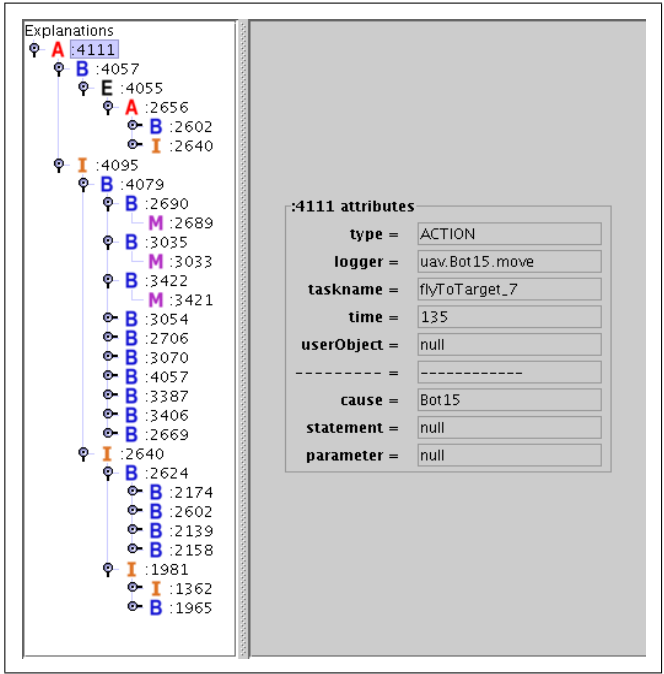 Explanations
A :4111
B :4057
E :4055
A :2656
B :2602
I :2640
I :4095
B :4079
B :2690
M :2689
B :3035
M :3033
B :3422
M :3421
B :3054
B :2706
B :3070
B :4057
B :3387
B :3406
B :2669
I :2640
B :2624
B :2174
B :2602
B :2139
B :2158
I :1981
I :1362
B :1965
:4111 attributes
type = ACTION
logger = uav.Bot15.move
taskname = flyToTarget_7
time = 135
userObject = null
--------- = ------------
cause = Bot15
statement = null
parameter = null